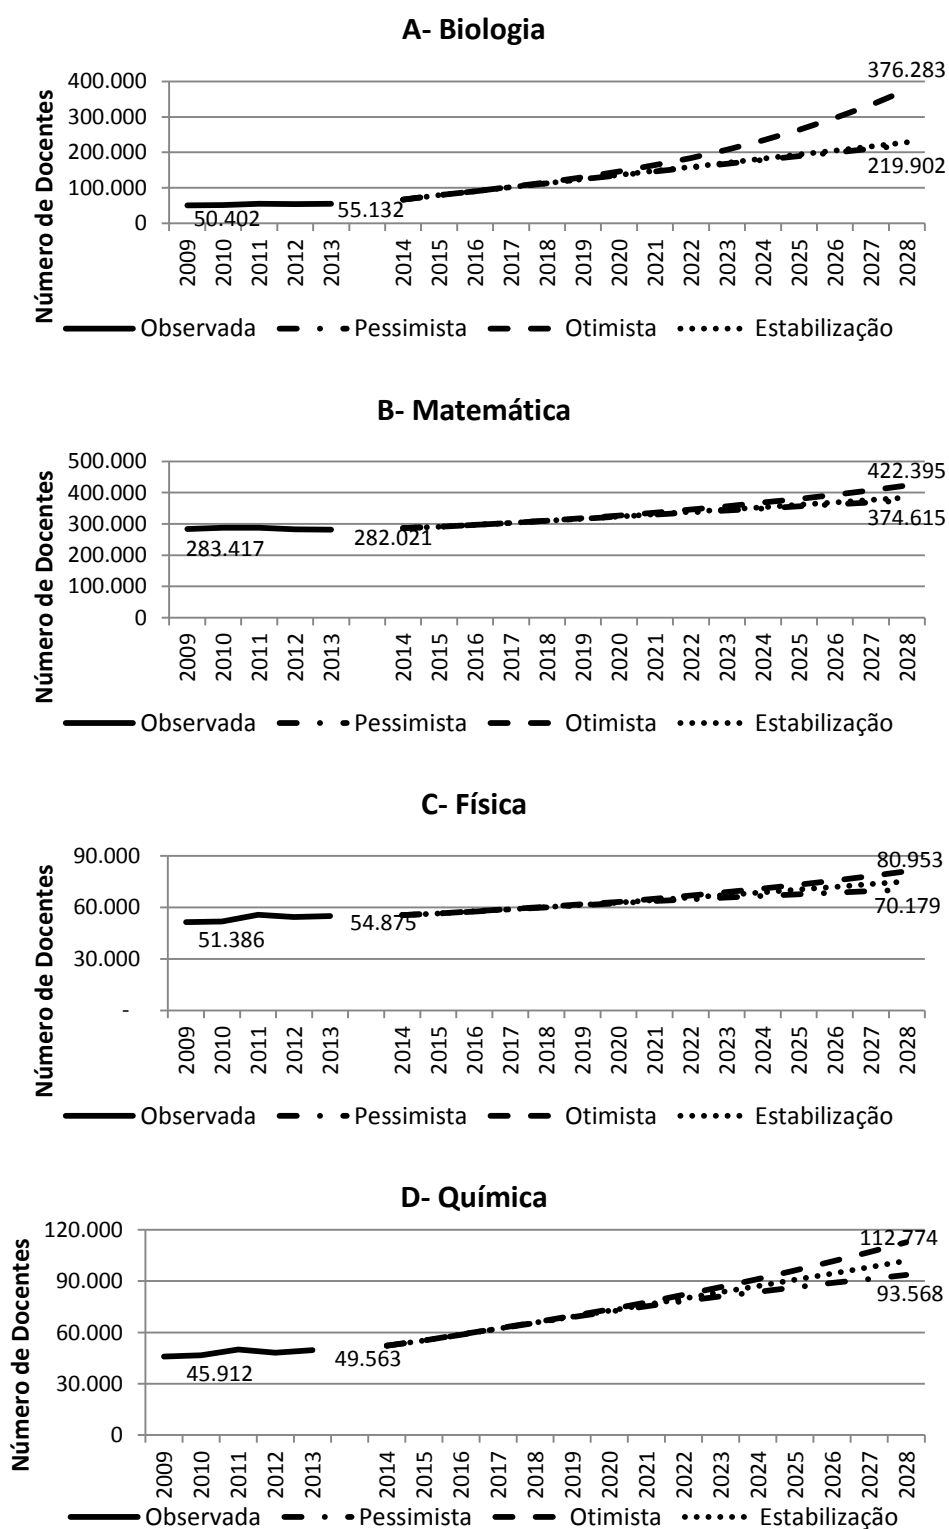 A- Biologia
Número de Docentes
400.000
376.283
300.000
200.000
219.902
100.000
50.402
55.132
0
2009 2010 2011 2012 2013 2014 2015 2016 2017 2018 2019 2020 2021 2022 2023 2024 2025 2026 2027 2028
Observada Pessimista Otimista Estabilização
B- Matemática
Número de Docentes
500.000
422.395
400.000
374.615
300.000
283.417
282.021
200.000
100.000
0
2009 2010 2011 2012 2013 2014 2015 2016 2017 2018 2019 2020 2021 2022 2023 2024 2025 2026 2027 2028
Observada Pessimista Otimista Estabilização
C- Física
Número de Docentes
90.000
80.953
60.000
70.179
51.386
54.875
30.000
-
2009 2010 2011 2012 2013 2014 2015 2016 2017 2018 2019 2020 2021 2022 2023 2024 2025 2026 2027 2028
Observada Pessimista Otimista Estabilização
D- Química
Número de Docentes
120.000
112.774
90.000
93.568
60.000
45.912
49.563
30.000
0
2009 2010 2011 2012 2013 2014 2015 2016 2017 2018 2019 2020 2021 2022 2023 2024 2025 2026 2027 2028
Observada Pessimista Otimista Estabilização